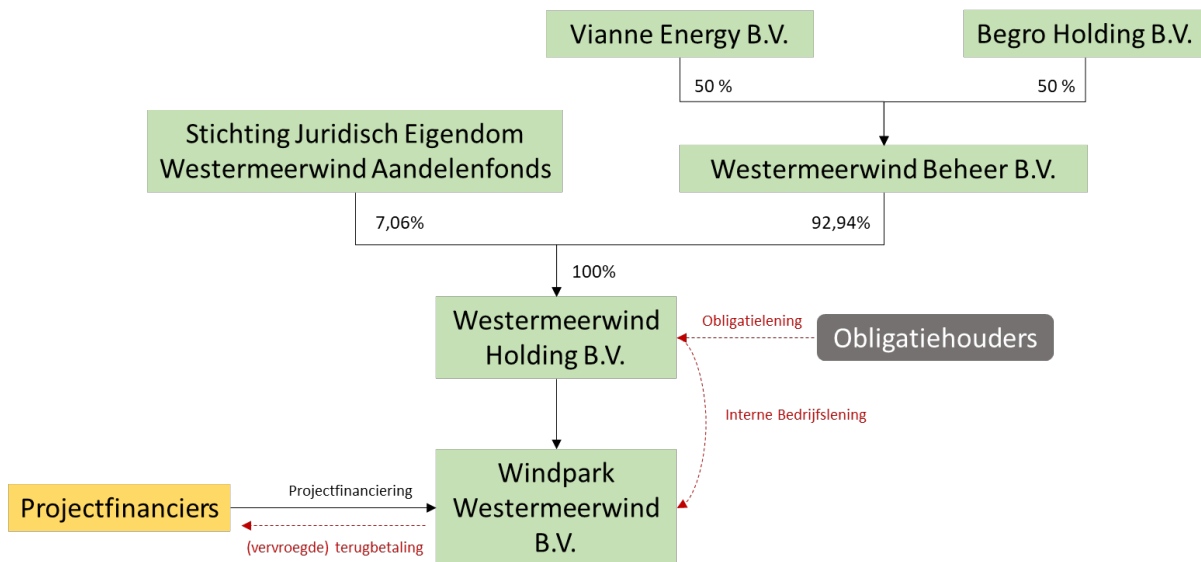 Vianne Energy B.V.
Begro Holding B.V.
50 %
50 %
Stichting Juridisch Eigendom
Westermeerwind Aandelenfonds
Westermeerwind Beheer B.V.
7,06%
92,94%
100%
Westermeerwind
Holding B.V.
Obligatielening
Obligatiehouders
Interne Bedrijfslening
Windpark
Westermeerwind
B.V.
Projectfinanciers
Projectfinanciering
(vervroegde) terugbetaling